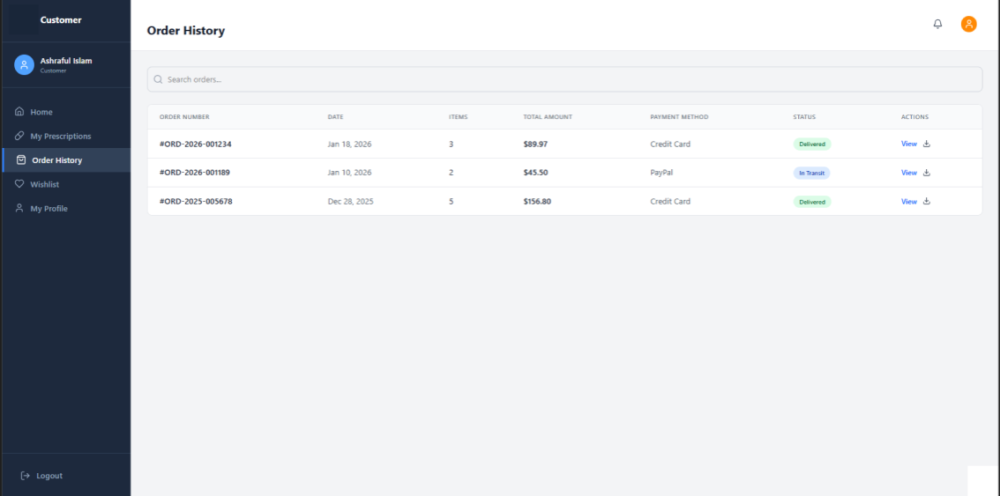 Customer
Ashraful Islam
Customer
Home
My Prescriptions
Order History
Wishlist
My Profile
Logout
Order History
Search orders...
ORDER NUMBER DATE ITEMS TOTAL AMOUNT PAYMENT METHOD STATUS ACTIONS
#ORD-2026-001234 Jan 18, 2026 3 $89.97 Credit Card Delivered View
#ORD-2026-001189 Jan 10, 2026 2 $45.50 PayPal In Transit View
#ORD-2025-005678 Dec 28, 2025 5 $156.80 Credit Card Delivered View